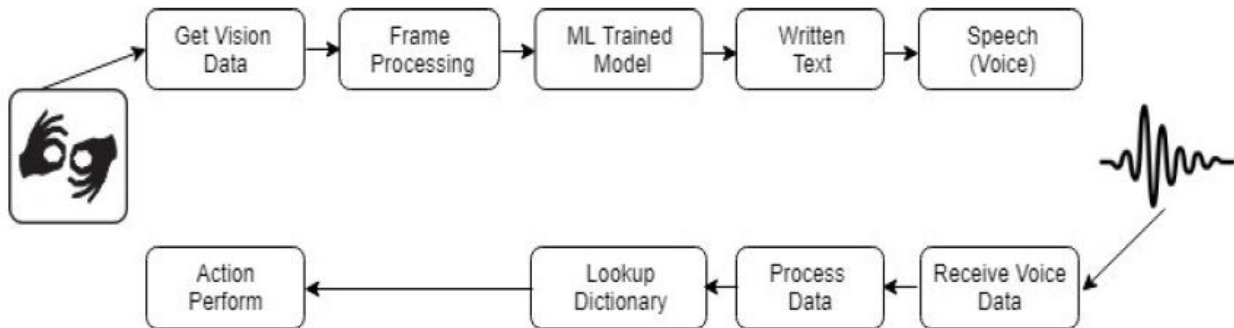 Get Vision
Data
Frame
Processing
ML Trained
Model
Written
Text
Speech
(Voice)
Action
Perform
Lookup
Dictionary
Process
Data
Receive Voice
Data